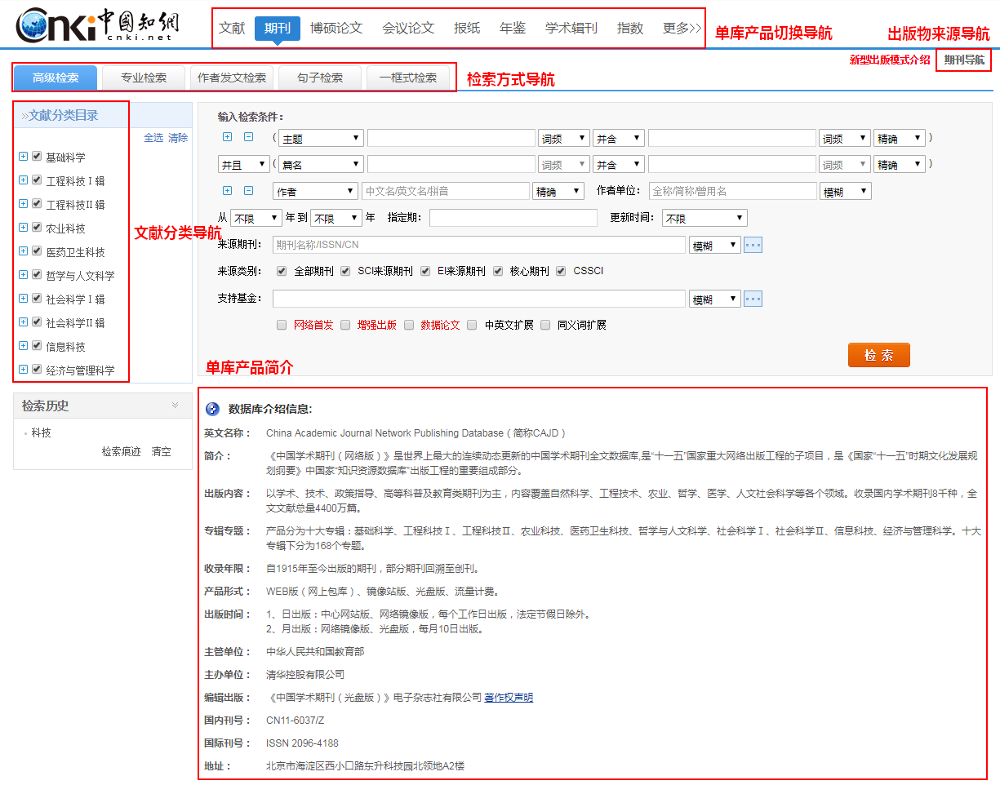 Cnki中國知網
cnki.net
文献 期刊 博硕论文 会议论文 报纸 年鉴 学术辑刊 指数 更多>>
单库产品切换导航
出版物来源导航
新型出版模式介绍 期刊导航
高级检索 专业检索 作者发文检索 句子检索 一框式检索
检索方式导航
»文献分类目录
全选 清除
基础科学
工程科技Ⅰ辑
工程科技II辑
农业科技
医药卫生科技
哲学与人文科学
社会科学Ⅰ辑
社会科学II辑
信息科技
经济与管理科学
文献分类导航
检索历史
科技
检索痕迹 清空
输入检索条件：
( 主题 词频 并含 词频 精确 )
并且 ( 篇名 词频 并含 词频 精确 )
作者 中文名/英文名/拼音 精确 作者单位： 全称/简称/曾用名 模糊
从 不限 年 到 不限 年 指定期： 更新时间： 不限
来源期刊： 期刊名称/ISSN/CN 模糊 ...
来源类别： 全部期刊 SCI来源期刊 EI来源期刊 核心期刊 CSSCI
支持基金： 模糊 ...
网络首发 增强出版 数据论文 中英文扩展 同义词扩展
检 索
单库产品简介
数据库介绍信息:
英文名称： China Academic Journal Network Publishing Database（简称CAJD）
简介： 《中国学术期刊（网络版）》是世界上最大的连续动态更新的中国学术期刊全文数据库,是“十一五”国家重大网络出版工程的子项目，是《国家“十一五”时期文化发展规
划纲要》中国家“知识资源数据库”出版工程的重要组成部分。
出版内容： 以学术、技术、政策指导、高等科普及教育类期刊为主，内容覆盖自然科学、工程技术、农业、哲学、医学、人文社会科学等各个领域。收录国内学术期刊8千种，全
文文献总量4400万篇。
专辑专题： 产品分为十大专辑：基础科学、工程科技Ⅰ、工程科技Ⅱ、农业科技、医药卫生科技、哲学与人文科学、社会科学Ⅰ、社会科学Ⅱ、信息科技、经济与管理科学。十大
专辑下分为168个专题。
收录年限： 自1915年至今出版的期刊，部分期刊回溯至创刊。
产品形式： WEB版（网上包库）、镜像站版、光盘版、流量计费。
出版时间： 1、日出版：中心网站版、网络镜像版，每个工作日出版，法定节假日除外。
2、月出版：网络镜像版、光盘版，每月10日出版。
主管单位： 中华人民共和国教育部
主办单位： 清华控股有限公司
编辑出版： 《中国学术期刊（光盘版）》电子杂志社有限公司 著作权声明
国内刊号： CN11-6037/Z
国际刊号： ISSN 2096-4188
地址： 北京市海淀区西小口路东升科技园北领地A2楼